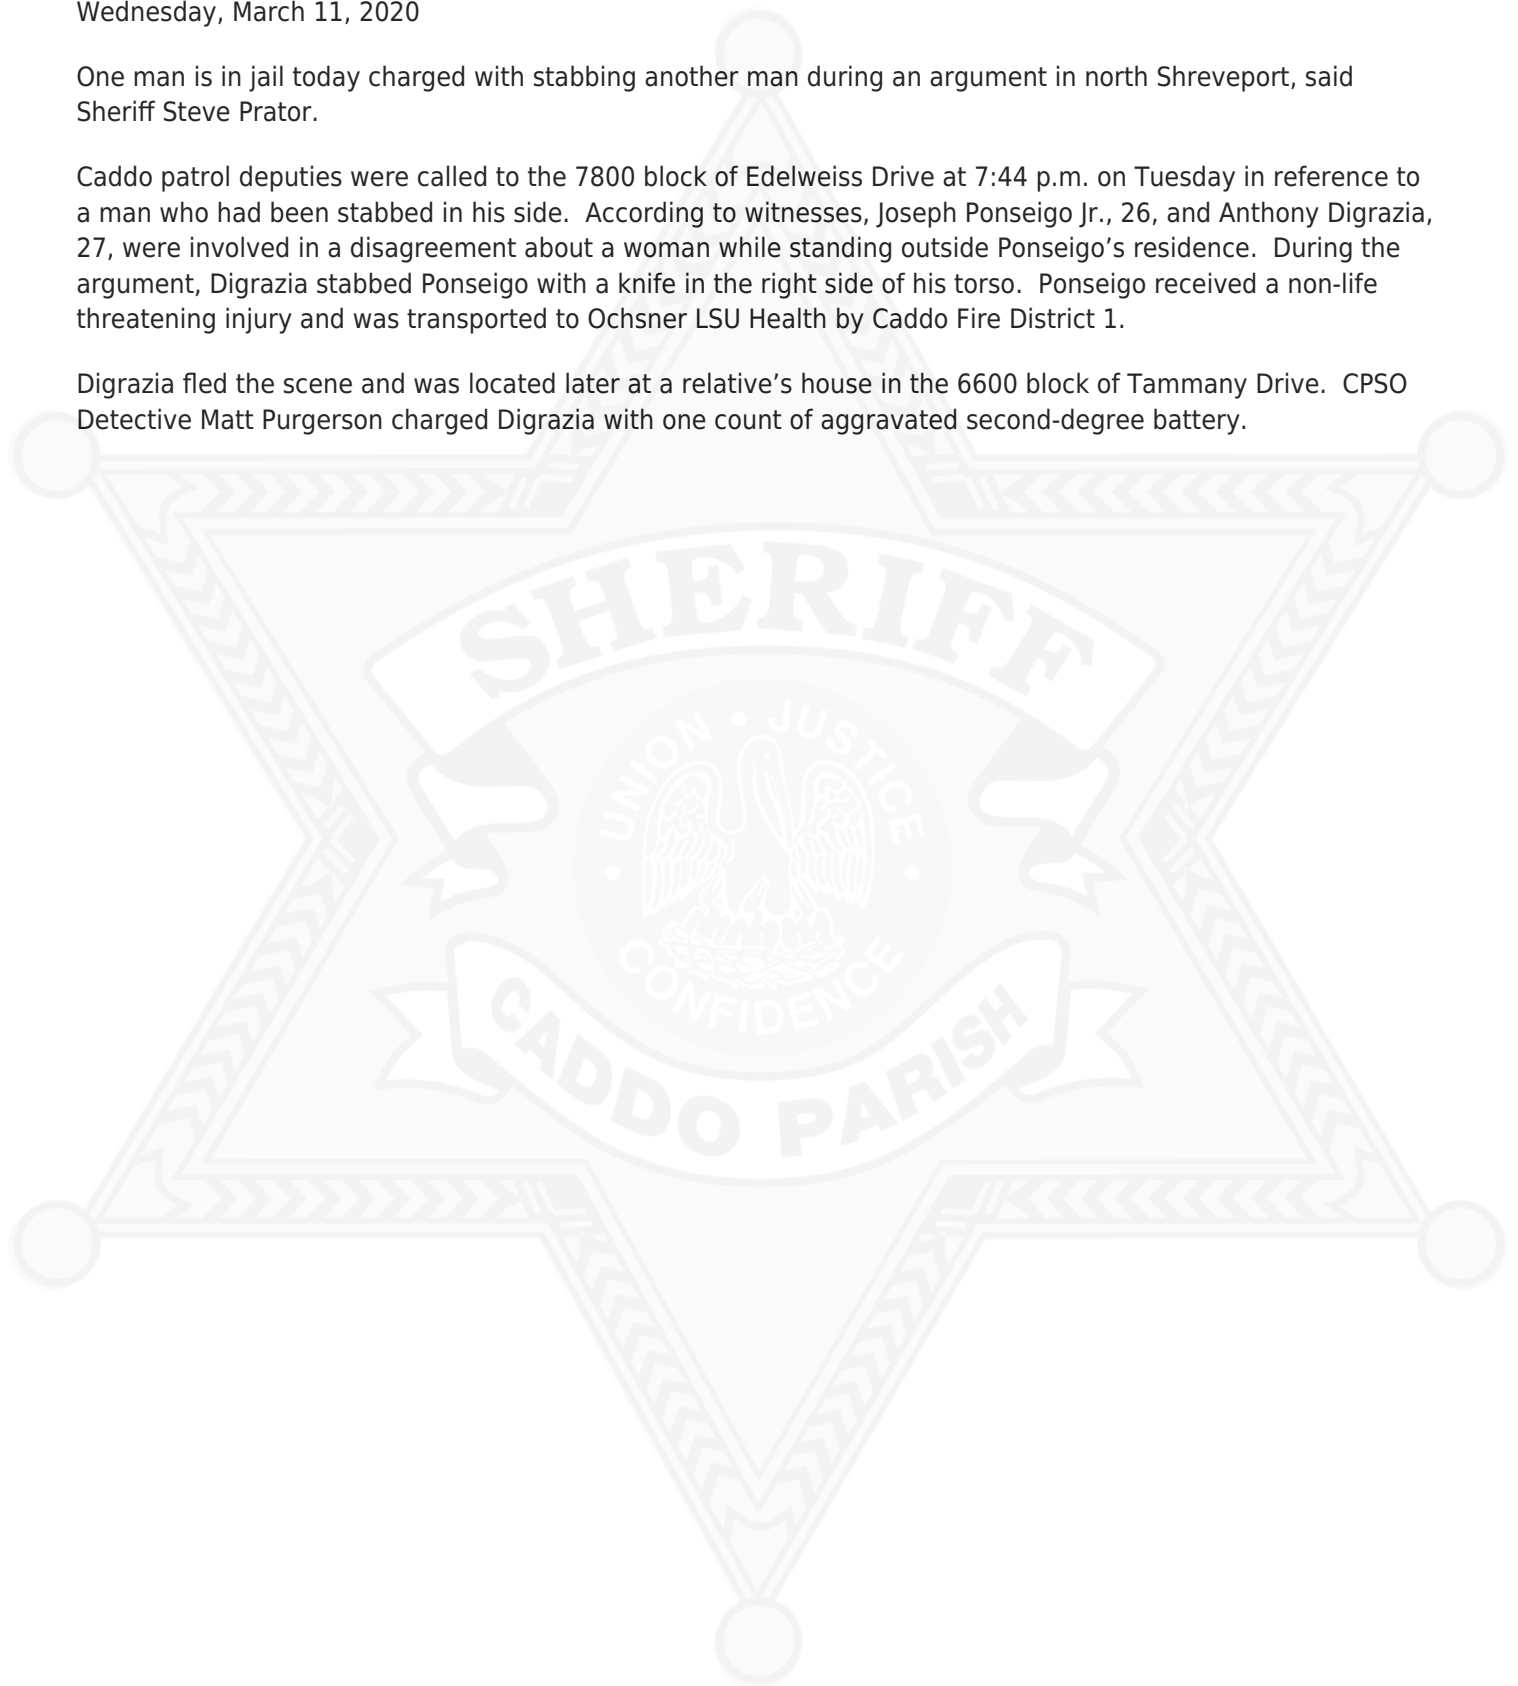 Wednesday, March 11, 2020
One man is in jail today charged with stabbing another man during an argument in north Shreveport, said
Sheriff Steve Prator.
Caddo patrol deputies were called to the 7800 block of Edelweiss Drive at 7:44 p.m. on Tuesday in reference to
a man who had been stabbed in his side.  According to witnesses, Joseph Ponseigo Jr., 26, and Anthony Digrazia,
27, were involved in a disagreement about a woman while standing outside Ponseigo’s residence.  During the
argument, Digrazia stabbed Ponseigo with a knife in the right side of his torso.  Ponseigo received a non-life
threatening injury and was transported to Ochsner LSU Health by Caddo Fire District 1.
Digrazia fled the scene and was located later at a relative’s house in the 6600 block of Tammany Drive.  CPSO
Detective Matt Purgerson charged Digrazia with one count of aggravated second-degree battery.
SHERIFF
UNION • JUSTICE
• CONFIDENCE •
CADDO PARISH